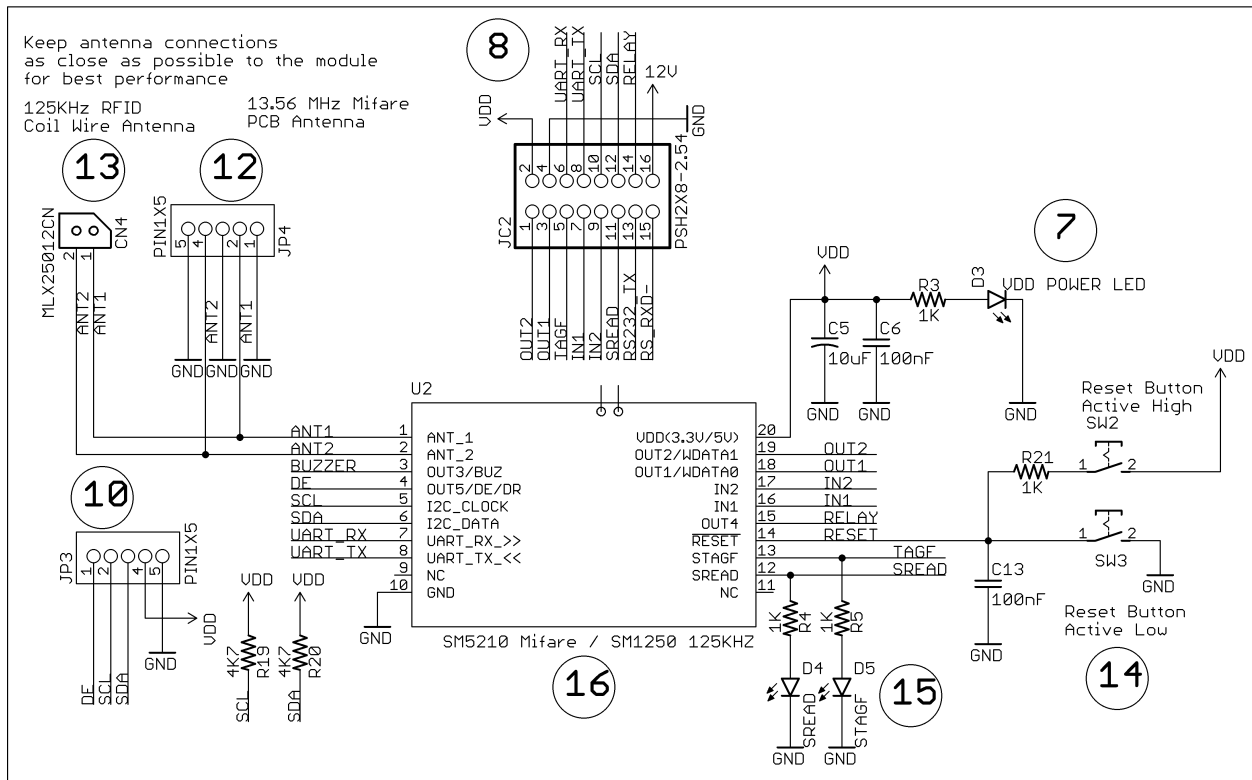 Keep antenna connections
as close as possible to the module
for best performance
125KHz RFID
Coil Wire Antenna
13.56 MHz Mifare
PCB Antenna
13
12
8
7
MLX25012CN
CN4
2
1
ANT2
ANT1
PIN1X5
JP4
5
4
2
1
ANT2
ANT1
GND
GND
GND
UART_RX
UART_TX
SCL
SDA
RELAY
12V
VDD
GND
2
4
6
8
10
12
14
16
JC2
PSH2X8-2.54
1
3
5
7
9
11
13
15
OUT2
OUT1
TAGF
IN1
IN2
SREAD
RS232_TX
RS_RXD-
VDD
R3
1K
D3
VDD POWER LED
C5
10uF
C6
100nF
GND
GND
GND
U2
ANT1
1
ANT_1
ANT2
2
ANT_2
BUZZER
3
OUT3/BUZ
DE
4
OUT5/DE/DR
SCL
5
I2C_CLOCK
SDA
6
I2C_DATA
UART_RX
7
UART_RX_>>
UART_TX
8
UART_TX_<<
9
NC
10
GND
GND
VDD(3.3V/5V)
20
OUT2/WDATA1
19
OUT2
OUT1/WDATA0
18
OUT1
IN2
17
IN2
IN1
16
IN1
OUT4
15
RELAY
RESET
14
RESET
STAGF
13
TAGF
SREAD
12
SREAD
NC
11
SM5210 Mifare / SM1250 125KHZ
16
10
JP3
PIN1X5
1
2
4
5
DE
SCL
SDA
VDD
GND
VDD
4K7
R19
SCL
VDD
4K7
R20
SDA
1K
R4
1K
R5
D4
D5
SREAD
STAGF
GND
GND
15
VDD
Reset Button
Active High
SW2
R21
1K
1
2
1
2
SW3
GND
C13
100nF
GND
Reset Button
Active Low
14